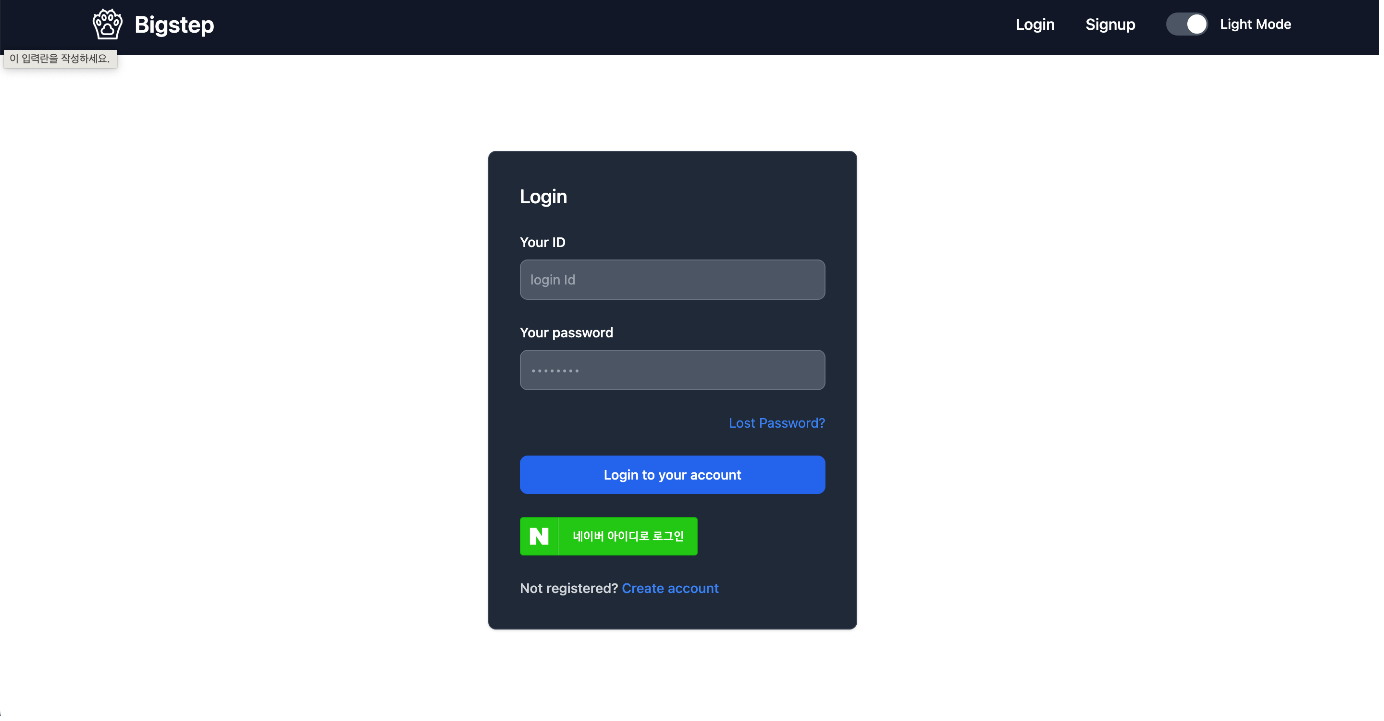 Bigstep
Login
Signup
Light Mode
이 입력란을 작성하세요.
Login
Your ID
login Id
Your password
••••••••
Lost Password?
Login to your account
N 네이버 아이디로 로그인
Not registered? Create account